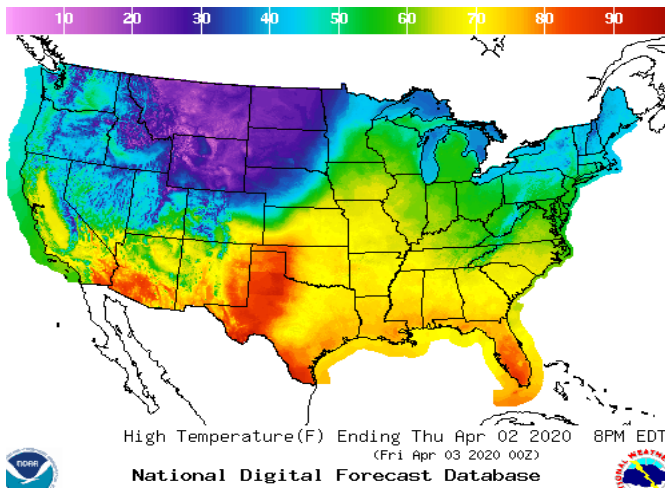 10 20 30 40 50 60 70 80 90
High Temperature(F) Ending Thu Apr 02 2020 8PM EDT
(Fri Apr 03 2020 00Z)
National Digital Forecast Database
NOAA